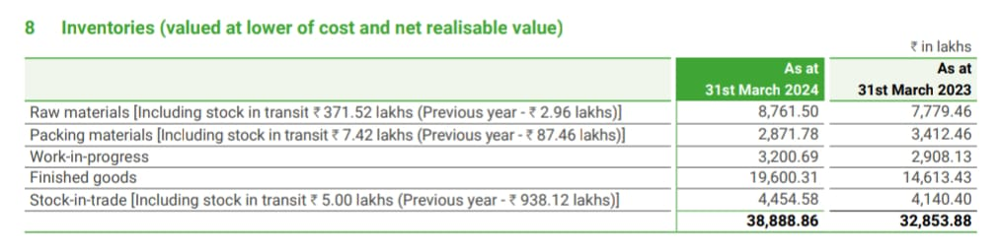 8 Inventories (valued at lower of cost and net realisable value)
₹ in lakhs
As at 31st March 2024 As at 31st March 2023
Raw materials [Including stock in transit ₹ 371.52 lakhs (Previous year - ₹ 2.96 lakhs)] 8,761.50 7,779.46
Packing materials [Including stock in transit ₹ 7.42 lakhs (Previous year - ₹ 87.46 lakhs)] 2,871.78 3,412.46
Work-in-progress 3,200.69 2,908.13
Finished goods 19,600.31 14,613.43
Stock-in-trade [Including stock in transit ₹ 5.00 lakhs (Previous year - ₹ 938.12 lakhs)] 4,454.58 4,140.40
38,888.86 32,853.88